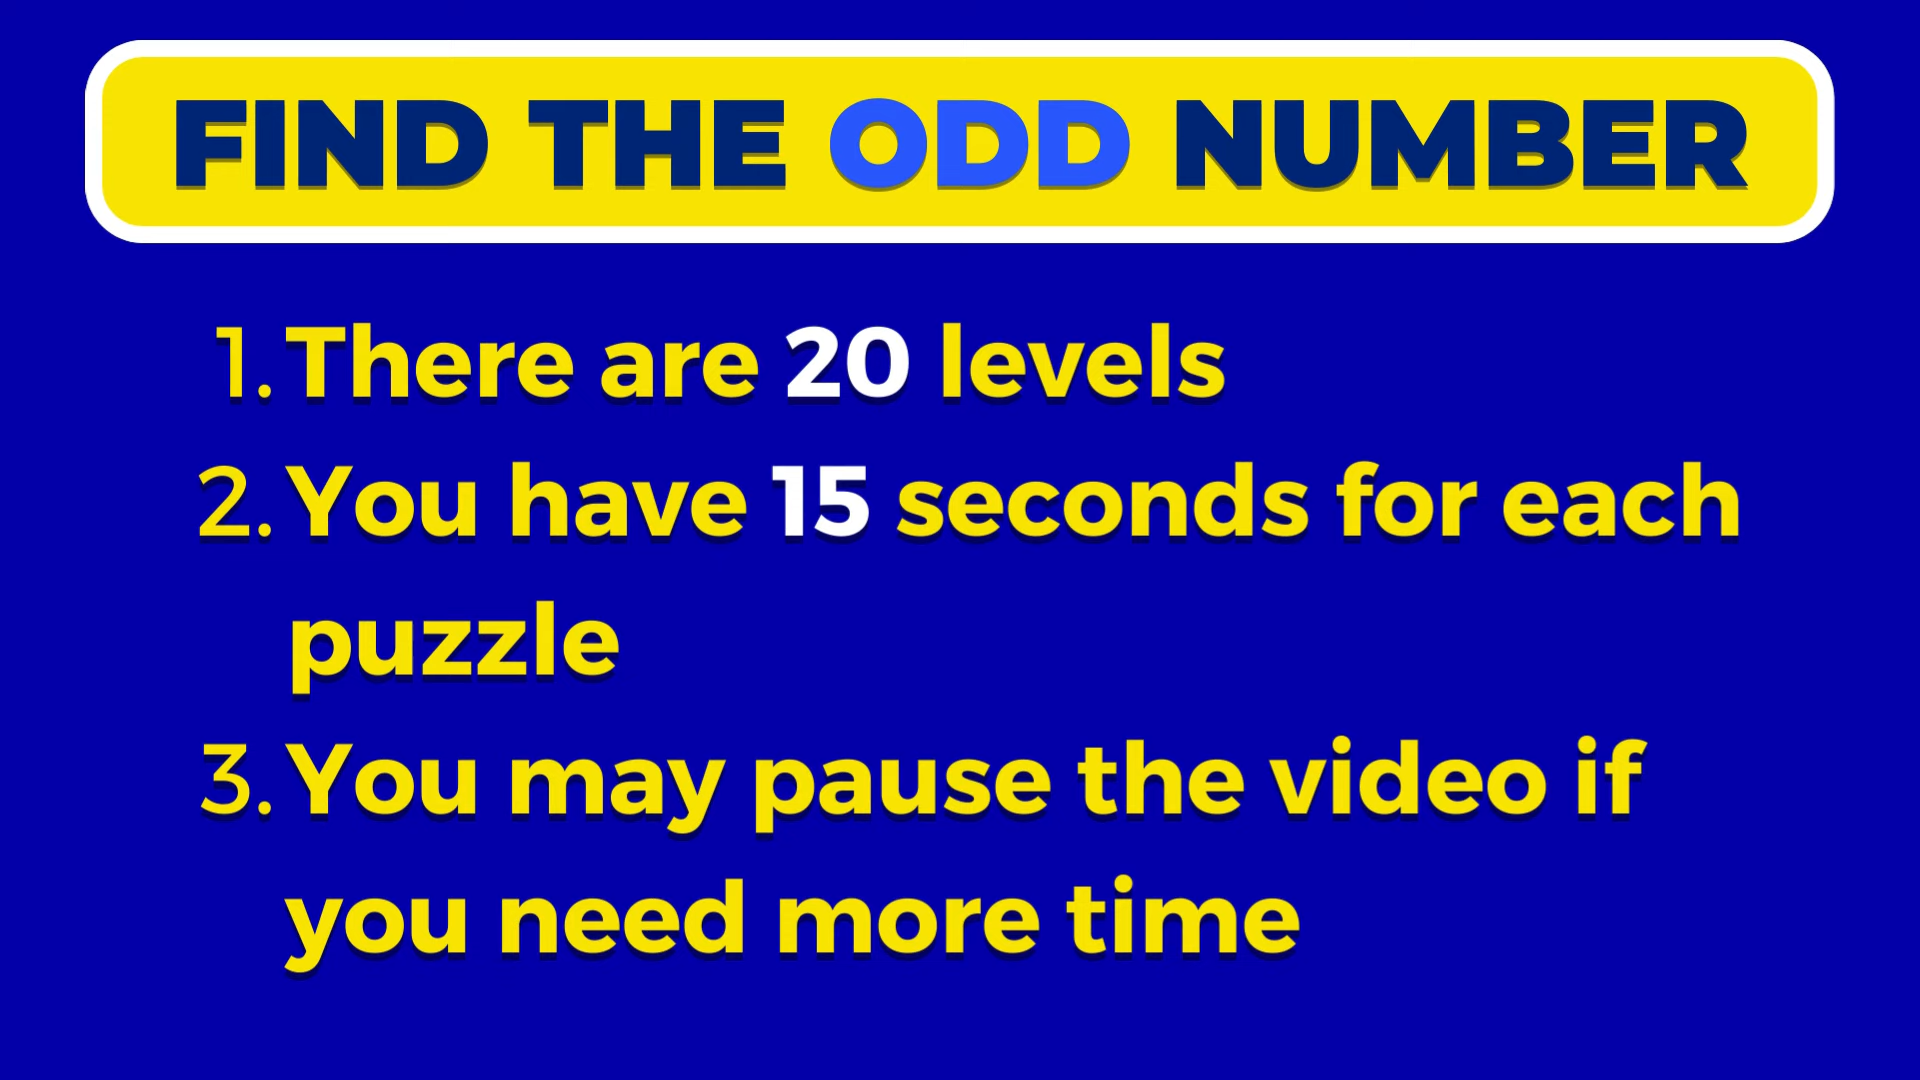 FIND THE ODD NUMBER
1. There are 20 levels
2. You have 15 seconds for each
puzzle
3. You may pause the video if
you need more time